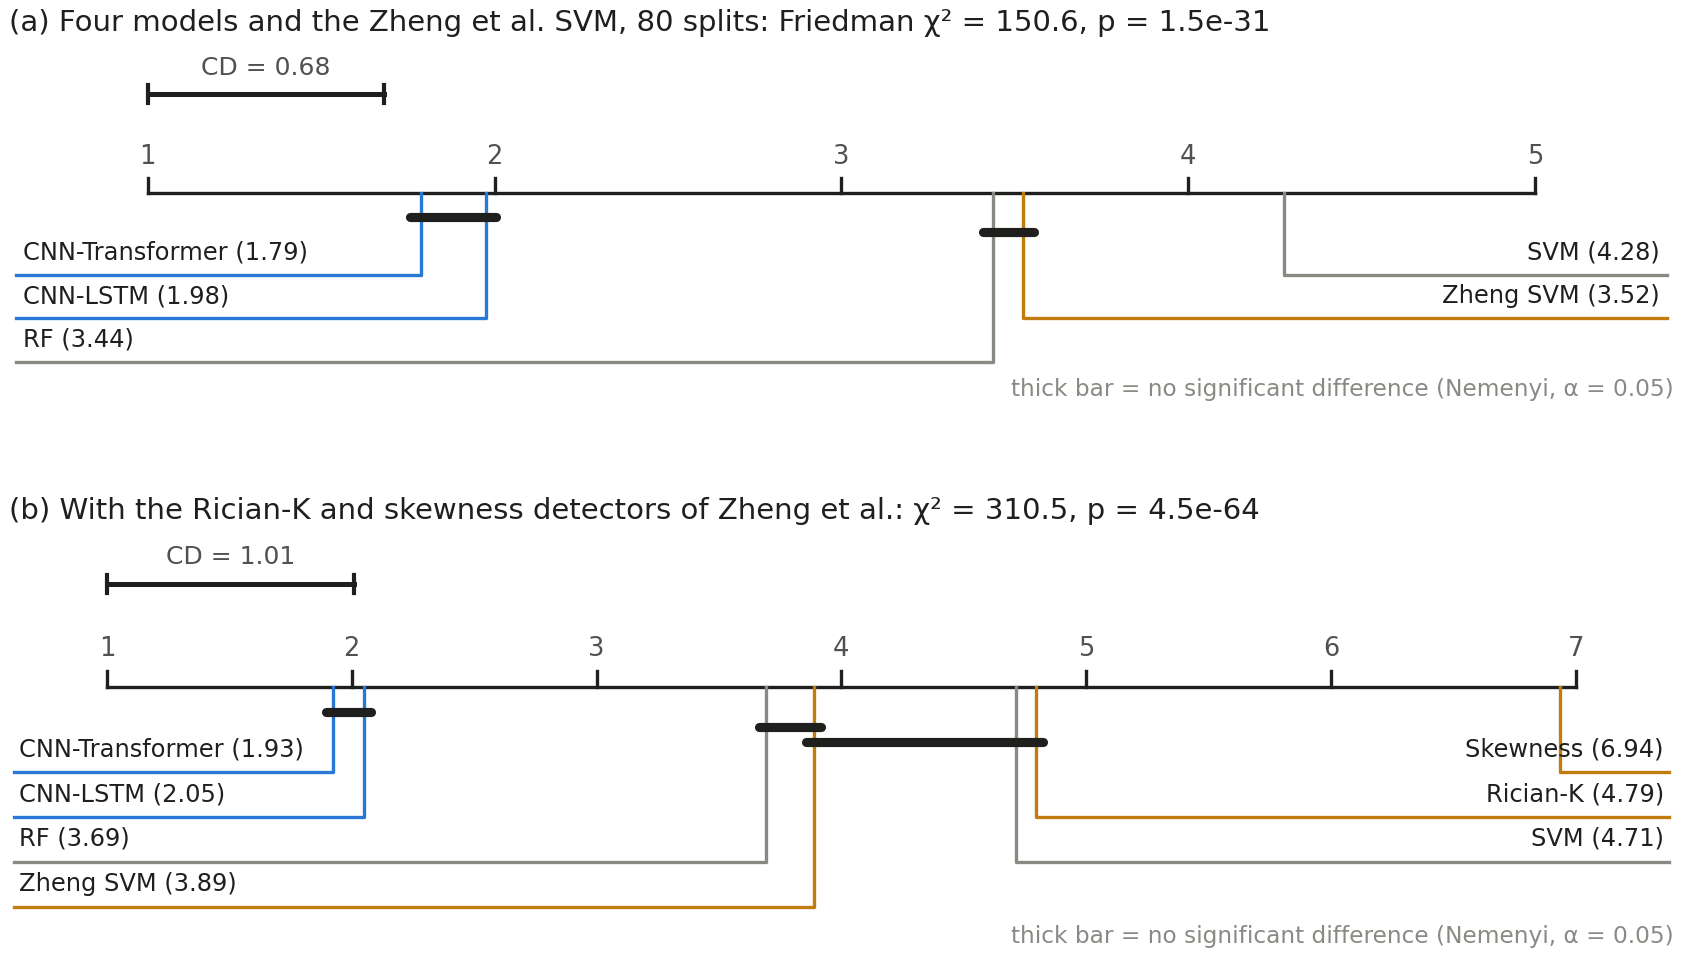 (a) Four models and the Zheng et al. SVM, 80 splits: Friedman χ² = 150.6, p = 1.5e-31
CD = 0.68
1 2 3 4 5
CNN-Transformer (1.79)
SVM (4.28)
CNN-LSTM (1.98)
Zheng SVM (3.52)
RF (3.44)
thick bar = no significant difference (Nemenyi, α = 0.05)
(b) With the Rician-K and skewness detectors of Zheng et al.: χ² = 310.5, p = 4.5e-64
CD = 1.01
1 2 3 4 5 6 7
CNN-Transformer (1.93)
Skewness (6.94)
CNN-LSTM (2.05)
Rician-K (4.79)
RF (3.69)
SVM (4.71)
Zheng SVM (3.89)
thick bar = no significant difference (Nemenyi, α = 0.05)